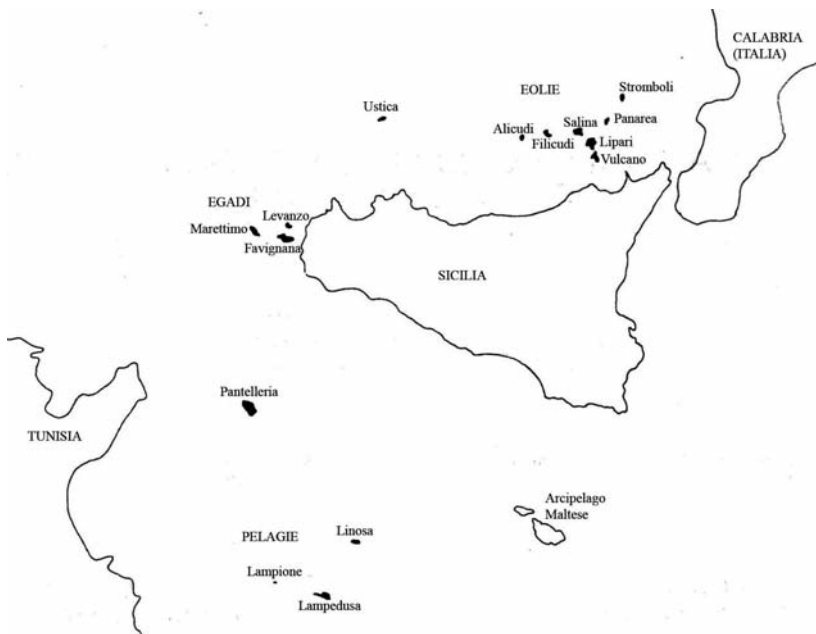 CALABRIA
(ITALIA)
EOLIE
Stromboli
Ustica
Panarea
Salina
Alicudi
Filicudi
Lipari
Vulcano
EGADI
Levanzo
Marettimo
Favignana
SICILIA
Pantelleria
TUNISIA
Arcipelago
Maltese
PELAGIE
Linosa
Lampione
Lampedusa